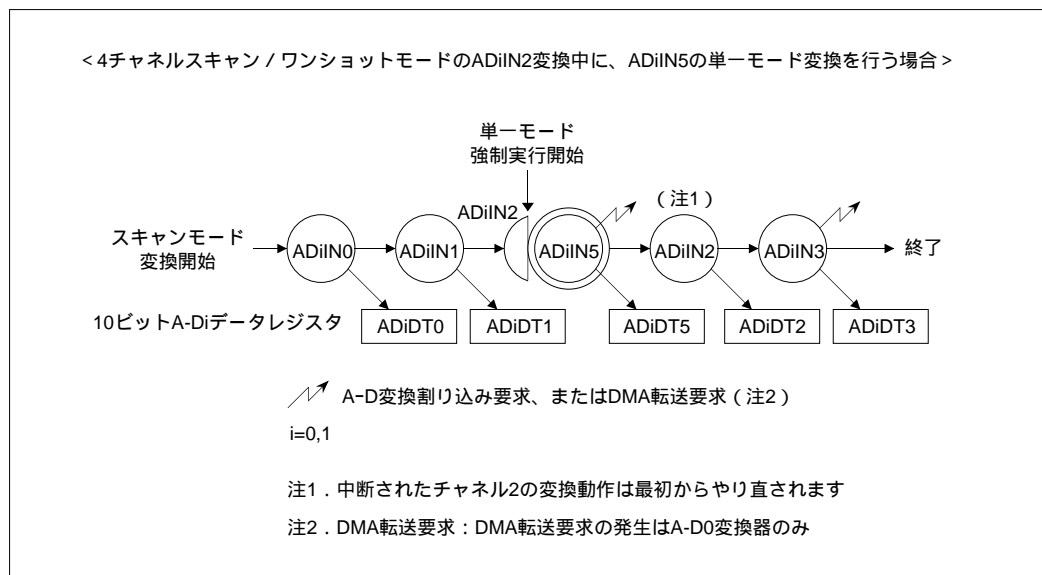 ＜4チャネルスキャン / ワンショットモードのADiIN2変換中に、ADiIN5の単一モード変換を行う場合＞
単一モード
強制実行開始
ADiIN2
（注1）
スキャンモード
変換開始
ADiIN0
ADiIN1
ADiIN5
ADiIN2
ADiIN3
終了
10ビットA-Diデータレジスタ
ADiDT0
ADiDT1
ADiDT5
ADiDT2
ADiDT3
A-D変換割り込み要求、またはDMA転送要求（注2）
i=0,1
注1．中断されたチャネル2の変換動作は最初からやり直されます
注2．DMA転送要求：DMA転送要求の発生はA-D0変換器のみ